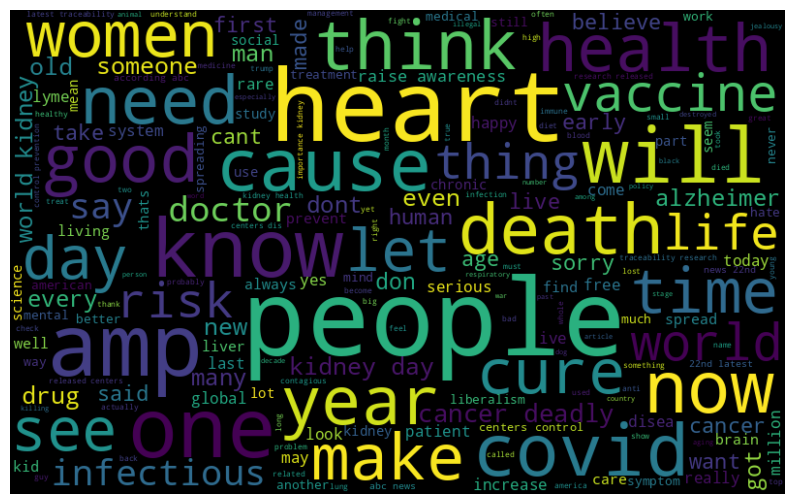 latest traceability
animal
understand
management
fight
still
often
jealousy
women
social
first
man
made
think
illegal
medical
high
health
believe
work
someone
according abc
medicine
help
trump
treatment
raise awareness
research released
didnt
destroyed
great
old
mean
especially
lyme
healthy
need
rare
study
heart
vaccine
immune
small
took
diet
blood
true
month
take
system
cant
happy
early
part
seem
never
black
died
control prevention
spreading
importance kidney
good
cause
thing
will
world kidney
two
treat
use
kidney health
chronic
number
come
policy
among
infection
say
thats
doctor
dont
yet
even
live
alzheimer
living
prevent
human
centers dis
death
life
hate
day
know
let
right
respiratory
traceability research
person
probably
age
sorry
lost
today
young
science
american
always
yes
mind
don
serious
find
free
news 22nd
time
every
thank
risk
become
must
stage
mental
better
big
war
past
whole
much
spread
check
amp
new
people
feel
bad
ive
dog
name
world
well
way
liver
last
decade
article
something
22nd latest
released centers
many
kidney day
cure
now
drug
said
global
lot
year
contagious
liberalism
used
anti
country
killing
actually
long
look
kidney
cancer deadly
patient
centers control
disea
cancer
see
one
may
make
called
covid
show
brain
million
kid
guy
back
problem
related
want
got
infectious
another
lung
abc news
increase
america
care
symptom
really
top